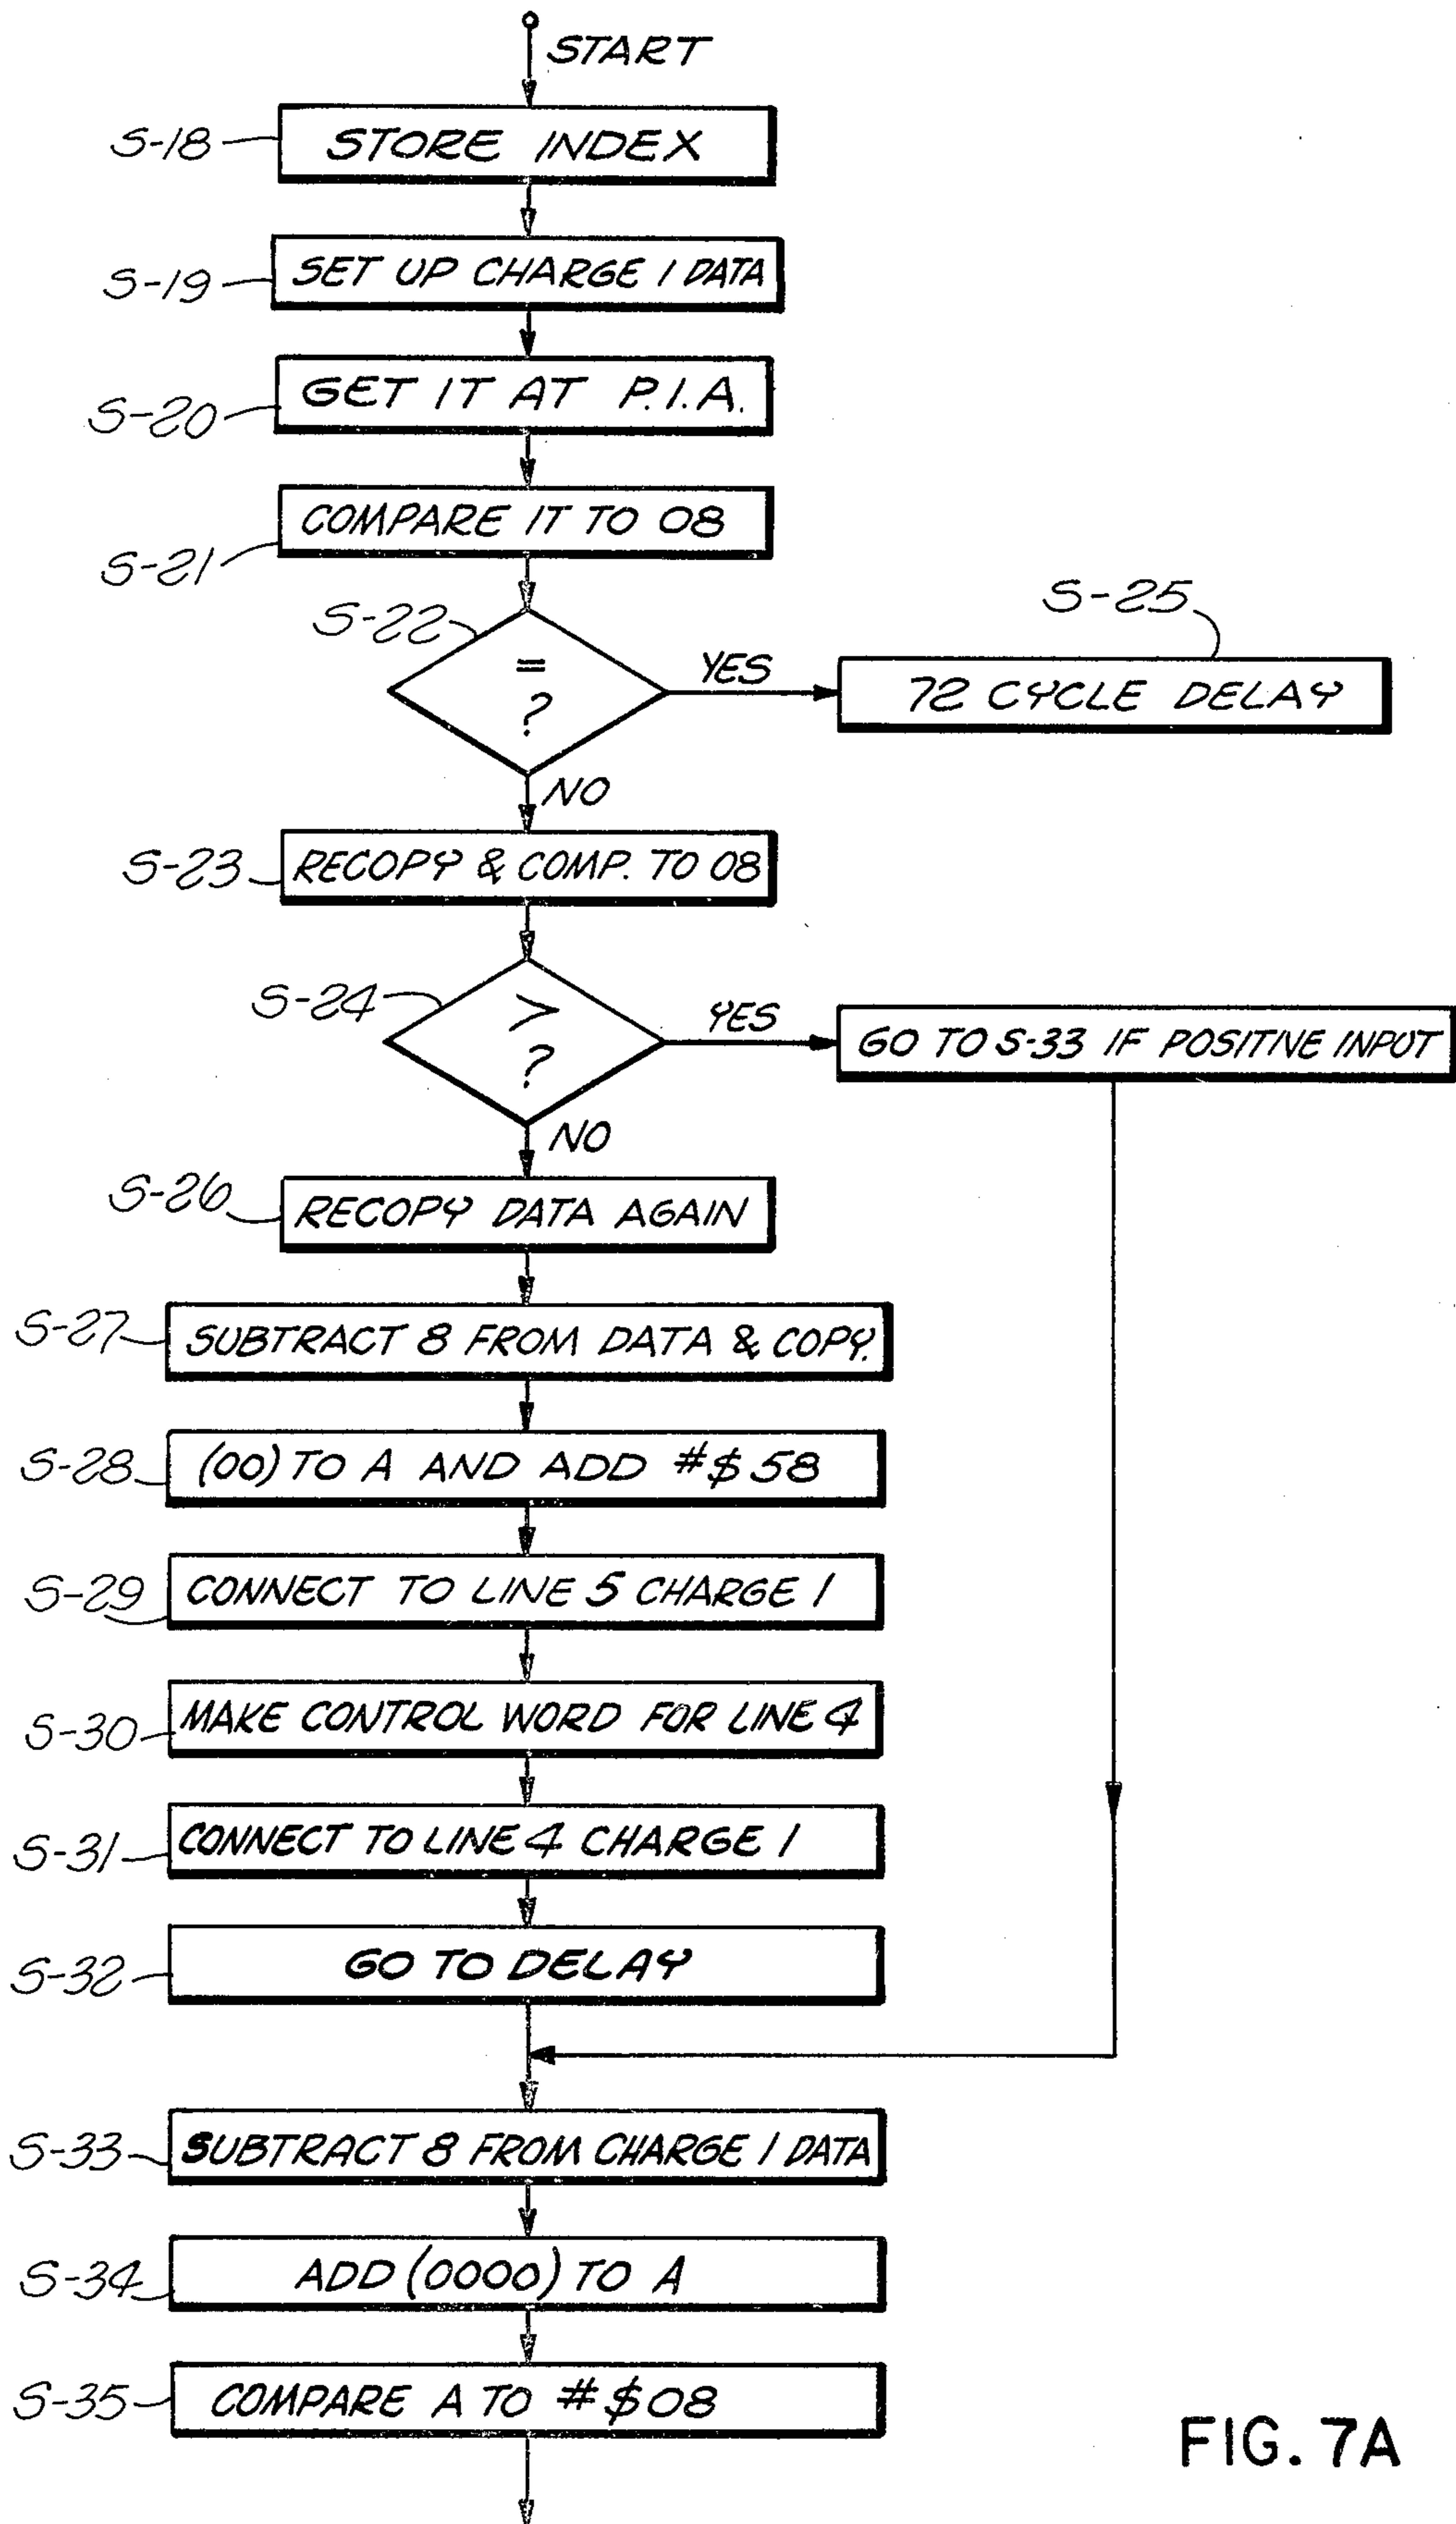 START
S-18 STORE INDEX
S-19 SET UP CHARGE 1 DATA
S-20 GET IT AT P.I.A.
S-21 COMPARE IT TO 08
S-22 = ?
YES
S-25 72 CYCLE DELAY
NO
S-23 RECOPY & COMP. TO 08
S-24 > ?
YES
GO TO S-33 IF POSITIVE INPUT
NO
S-26 RECOPY DATA AGAIN
S-27 SUBTRACT 8 FROM DATA & COPY.
S-28 (00) TO A AND ADD #$58
S-29 CONNECT TO LINE 5 CHARGE 1
S-30 MAKE CONTROL WORD FOR LINE 4
S-31 CONNECT TO LINE 4 CHARGE 1
S-32 GO TO DELAY
S-33 SUBTRACT 8 FROM CHARGE 1 DATA
S-34 ADD (0000) TO A
S-35 COMPARE A TO #$08
FIG. 7A